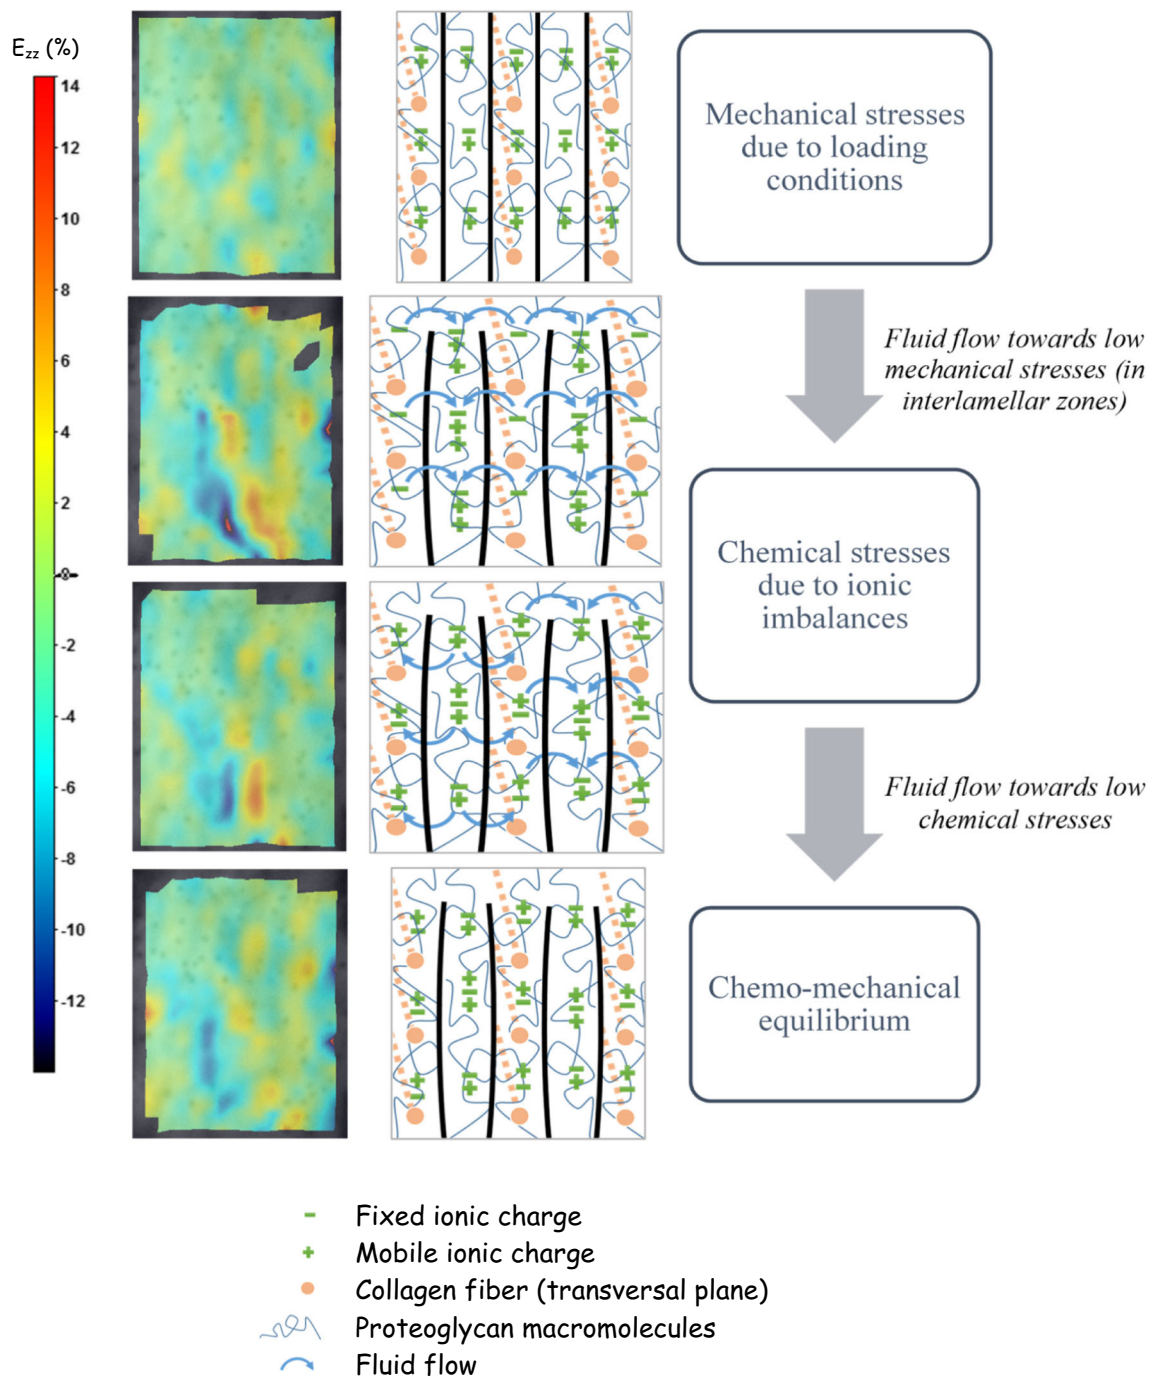 E_zz (%)
14
12
10
8
6
4
2
0
-2
-4
-6
-8
-10
-12
Mechanical stresses
due to loading
conditions
Fluid flow towards low
mechanical stresses (in
interlamellar zones)
Chemical stresses
due to ionic
imbalances
Fluid flow towards low
chemical stresses
Chemo-mechanical
equilibrium
Fixed ionic charge
Mobile ionic charge
Collagen fiber (transversal plane)
Proteoglycan macromolecules
Fluid flow